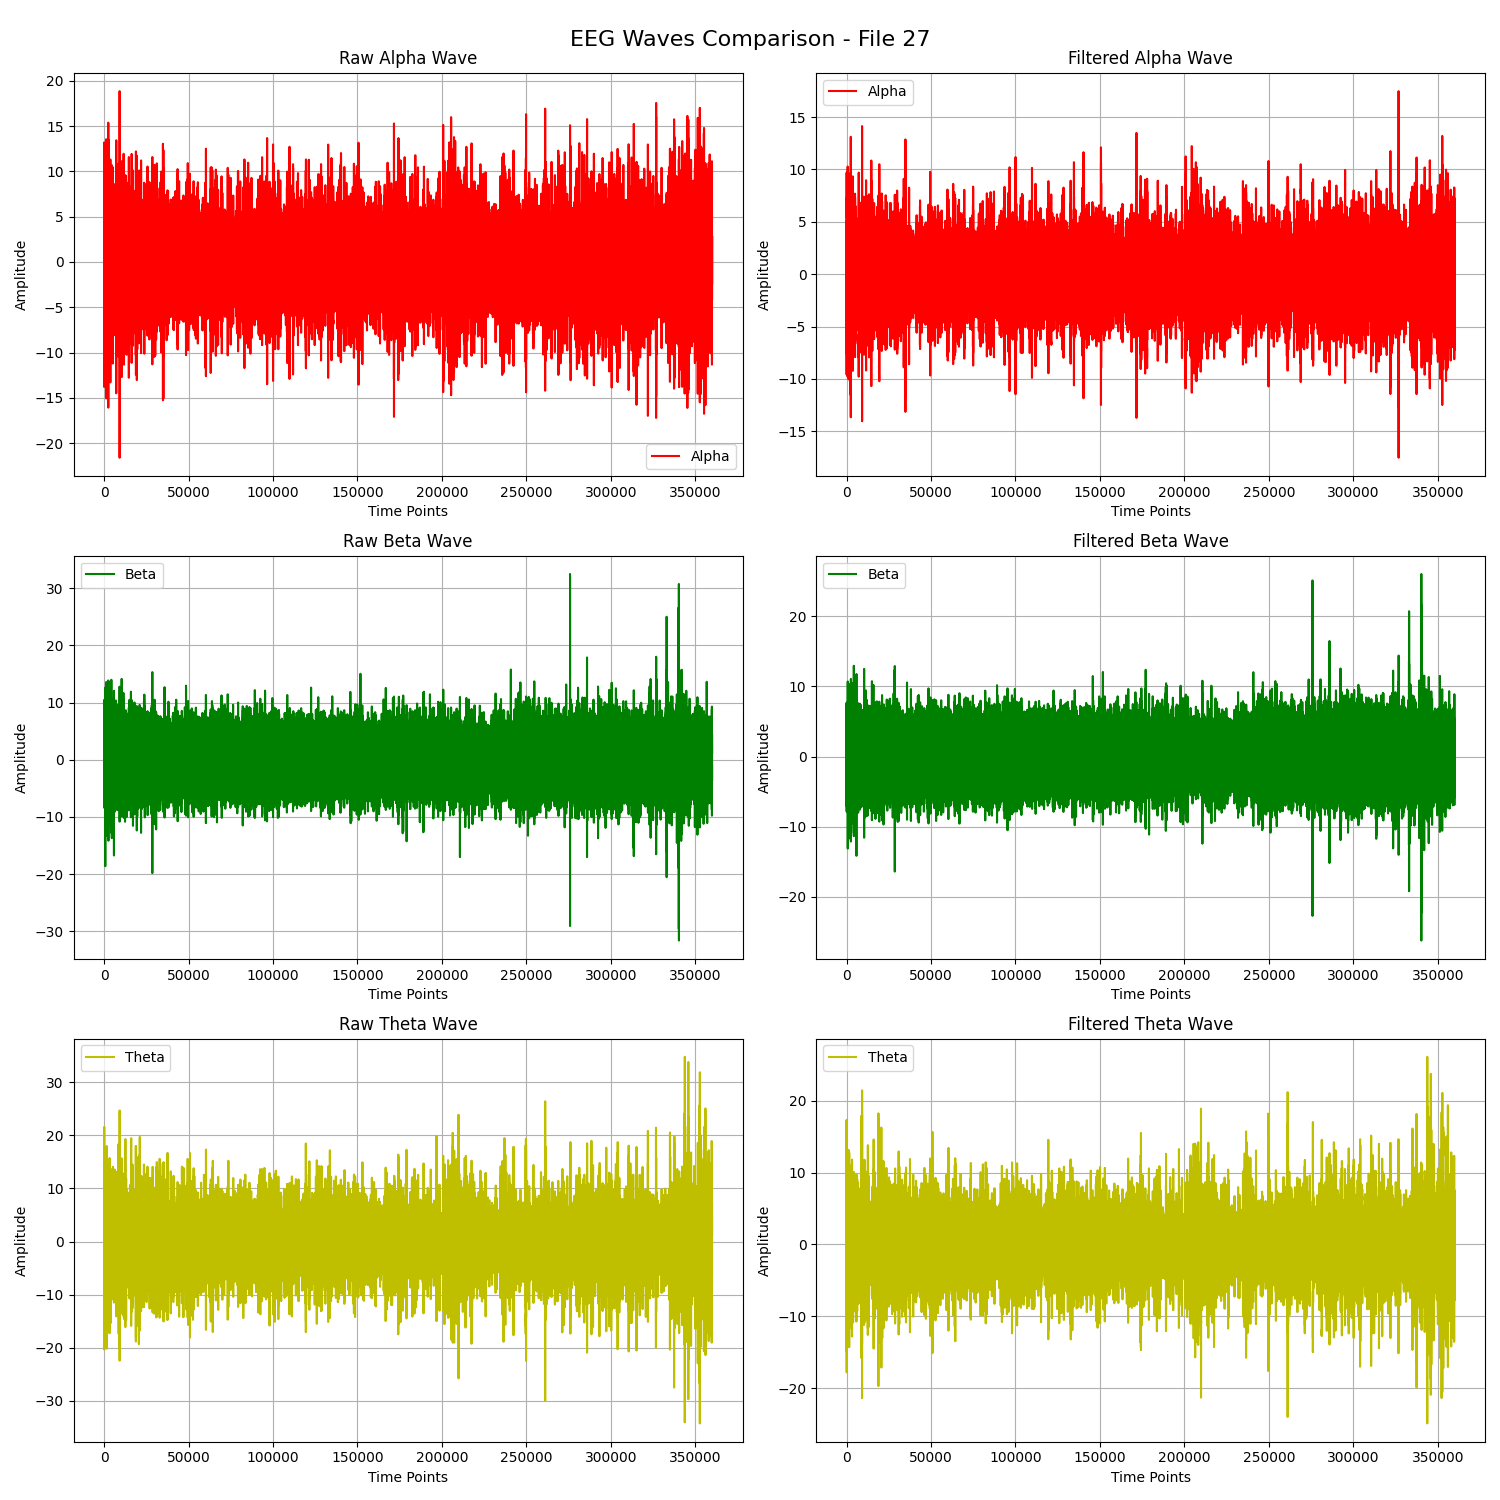 EEG Waves Comparison - File 27
Raw Alpha Wave
20
15
10
5
0
−5
−10
−15
−20
Amplitude
Alpha
0 50000 100000 150000 200000 250000 300000 350000
Time Points
Filtered Alpha Wave
Alpha
15
10
5
0
−5
−10
−15
Amplitude
0 50000 100000 150000 200000 250000 300000 350000
Time Points
Raw Beta Wave
Beta
30
20
10
0
−10
−20
−30
Amplitude
0 50000 100000 150000 200000 250000 300000 350000
Time Points
Filtered Beta Wave
Beta
20
10
0
−10
−20
Amplitude
0 50000 100000 150000 200000 250000 300000 350000
Time Points
Raw Theta Wave
Theta
30
20
10
0
−10
−20
−30
Amplitude
0 50000 100000 150000 200000 250000 300000 350000
Time Points
Filtered Theta Wave
Theta
20
10
0
−10
−20
Amplitude
0 50000 100000 150000 200000 250000 300000 350000
Time Points